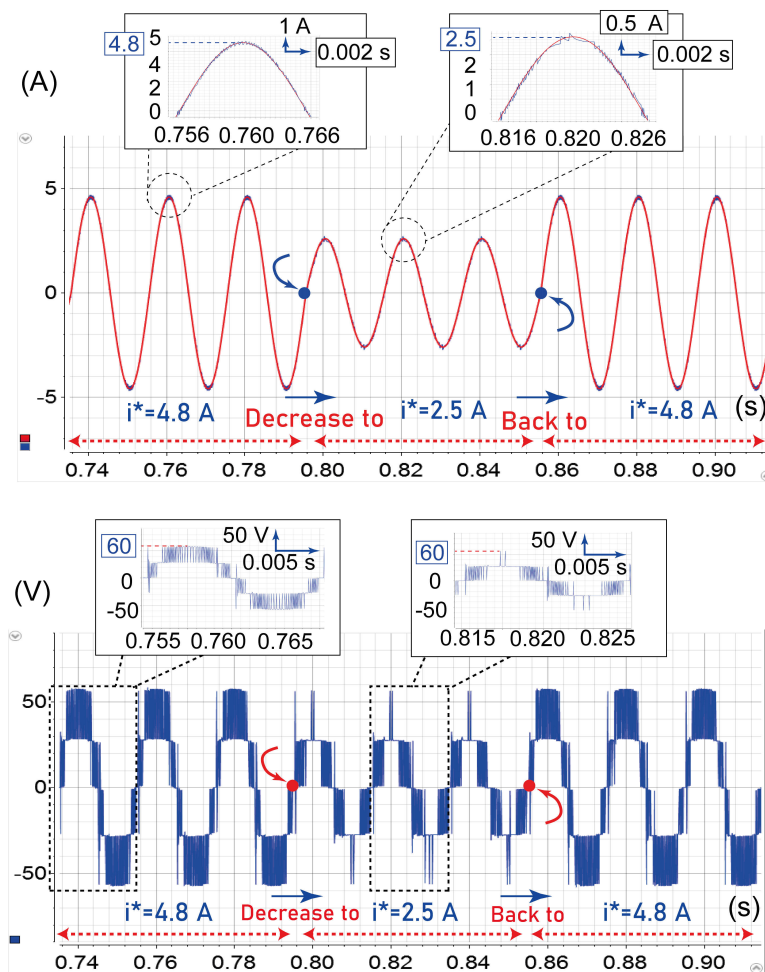 1 A
0.002 s
4.8
5
4
2
0
0.756 0.760 0.766
0.5 A
0.002 s
2.5
2
1
0
0.816 0.820 0.826
(A)
5
0
-5
i*=4.8 A
Decrease to
i*=2.5 A
Back to
i*=4.8 A
(s)
0.74 0.76 0.78 0.80 0.82 0.84 0.86 0.88 0.90
50 V
0.005 s
60
0
-50
0.755 0.760 0.765
50 V
0.005 s
60
0
-50
0.815 0.820 0.825
(V)
50
0
-50
i*=4.8 A
Decrease to
i*=2.5 A
Back to
i*=4.8 A
(s)
0.74 0.76 0.78 0.80 0.82 0.84 0.86 0.88 0.90